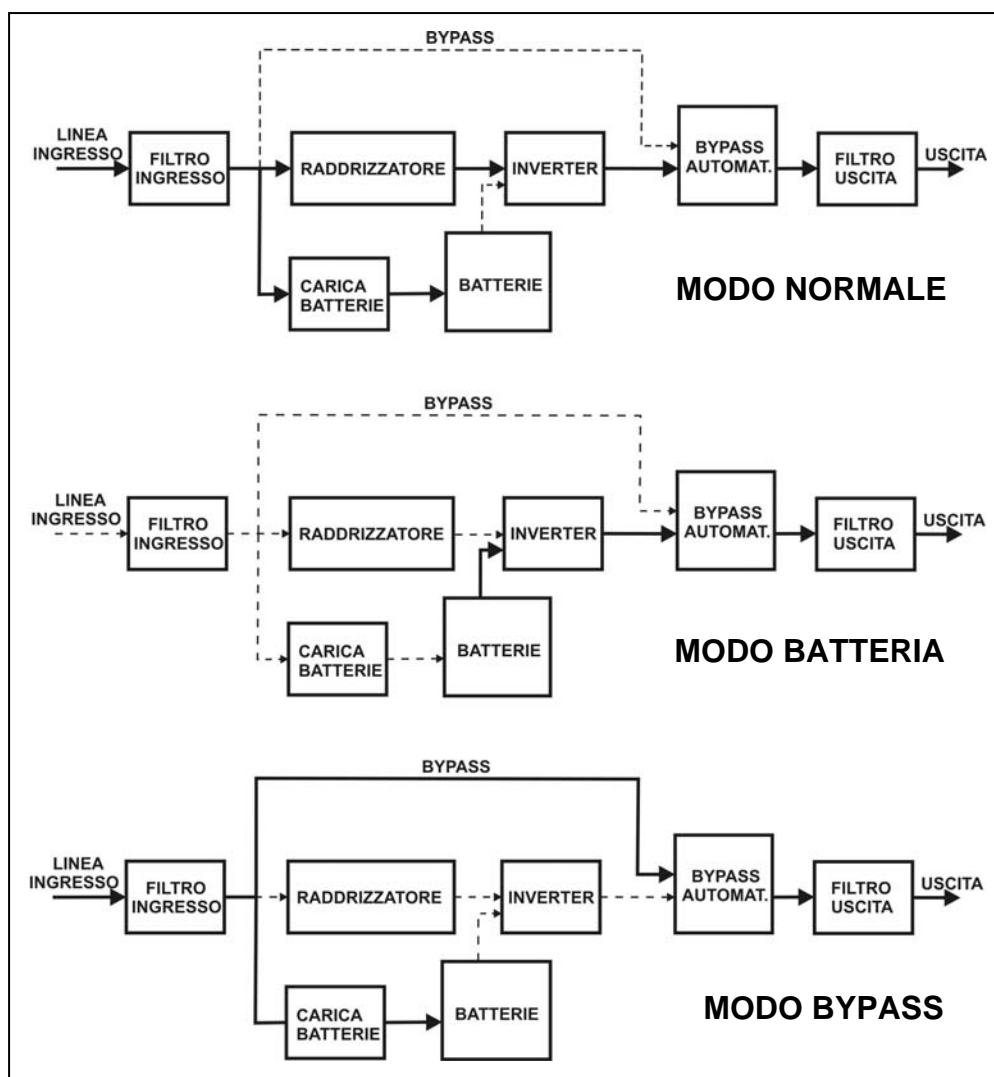 BYPASS
LINEA
INGRESSO
FILTRO
INGRESSO
RADDRIZZATORE
INVERTER
BYPASS
AUTOMAT.
FILTRO
USCITA
USCITA
CARICA
BATTERIE
BATTERIE
MODO NORMALE
BYPASS
LINEA
INGRESSO
FILTRO
INGRESSO
RADDRIZZATORE
INVERTER
BYPASS
AUTOMAT.
FILTRO
USCITA
USCITA
CARICA
BATTERIE
BATTERIE
MODO BATTERIA
BYPASS
LINEA
INGRESSO
FILTRO
INGRESSO
RADDRIZZATORE
INVERTER
BYPASS
AUTOMAT.
FILTRO
USCITA
USCITA
CARICA
BATTERIE
BATTERIE
MODO BYPASS